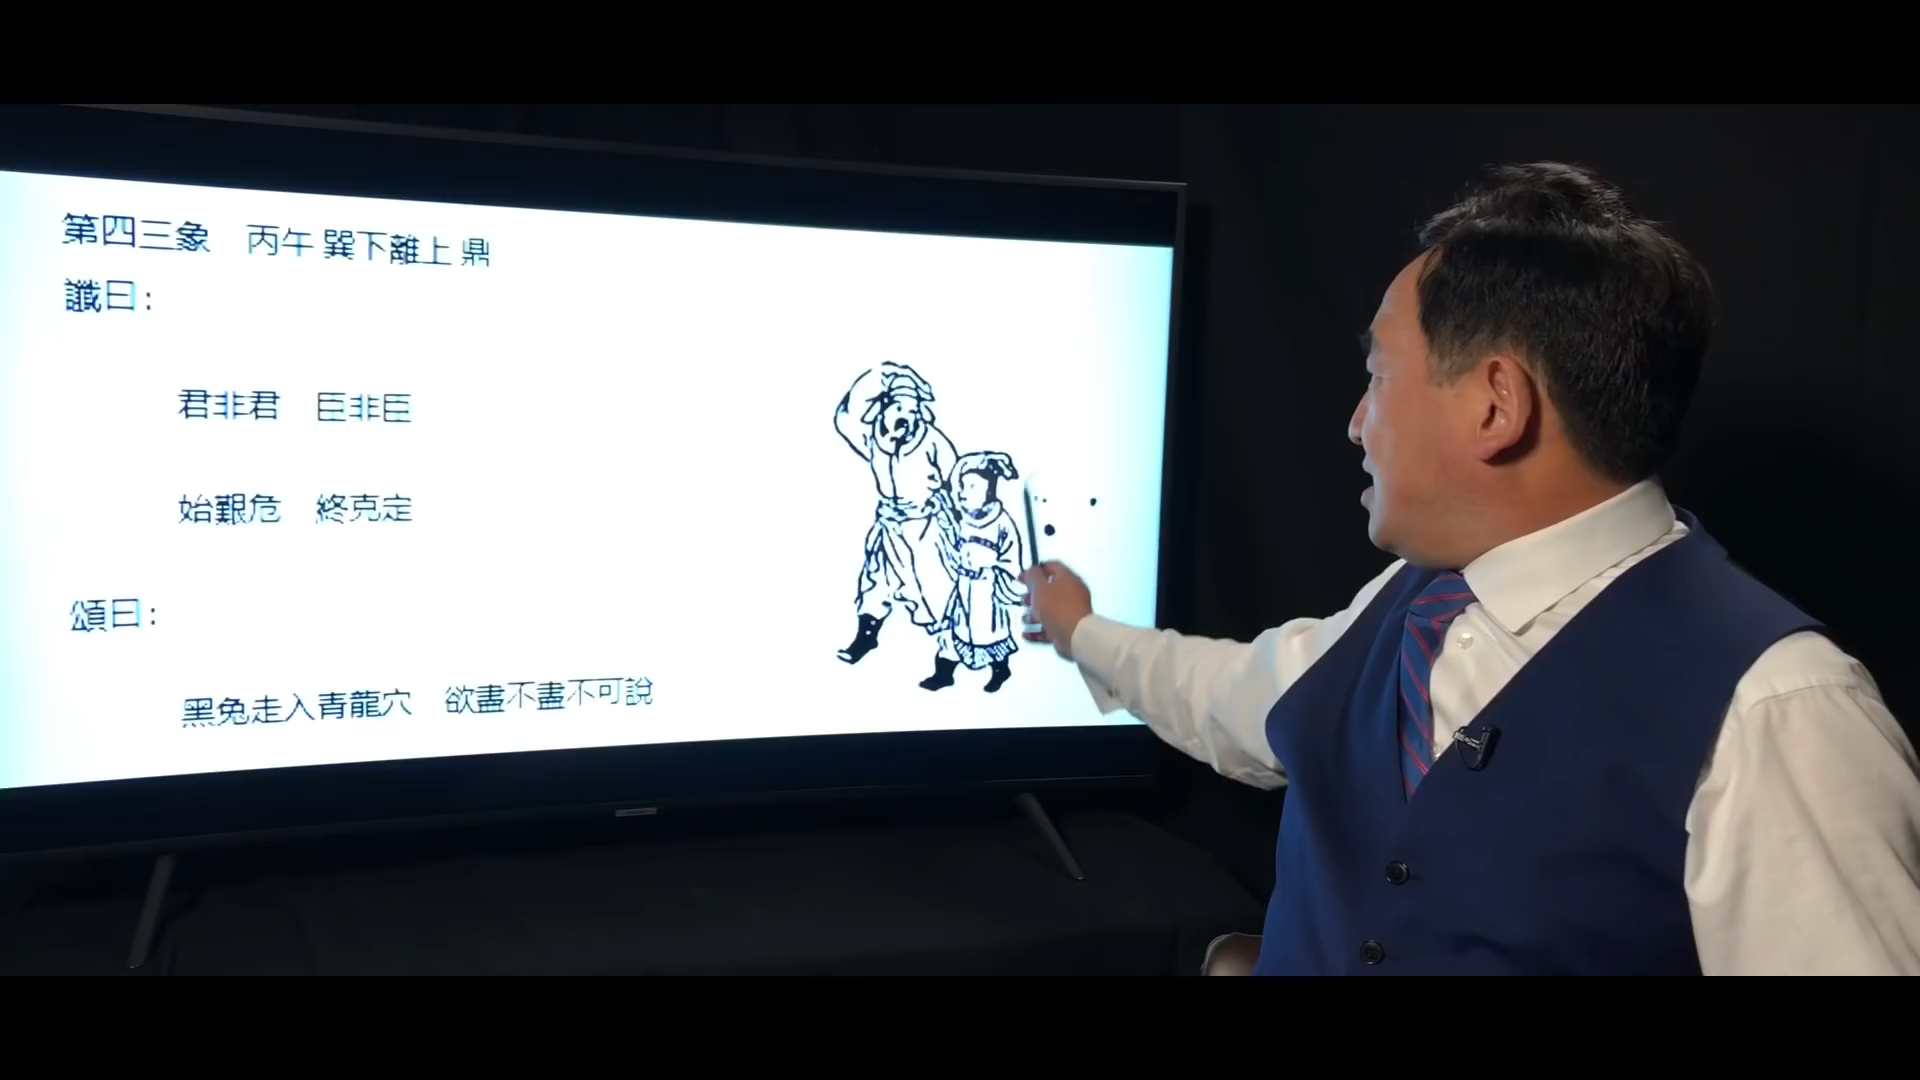 第四三象 丙午 巽下離上 鼎
讖曰：
君非君 臣非臣
始艱危 終克定
頌曰：
黑兔走入青龍穴 欲盡不盡不可說